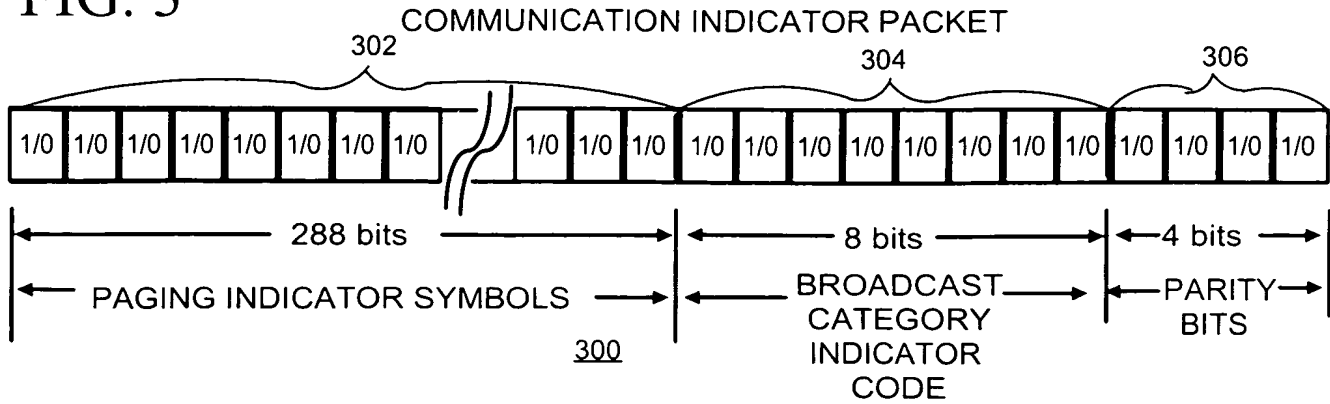 FIG. 3
COMMUNICATION INDICATOR PACKET
302
304
306
1/0 1/0 1/0 1/0 1/0 1/0 1/0 1/0 1/0 1/0 1/0 1/0 1/0 1/0 1/0 1/0 1/0 1/0 1/0 1/0 1/0 1/0 1/0
288 bits
8 bits
4 bits
PAGING INDICATOR SYMBOLS
BROADCAST
CATEGORY
INDICATOR
CODE
PARITY
BITS
300